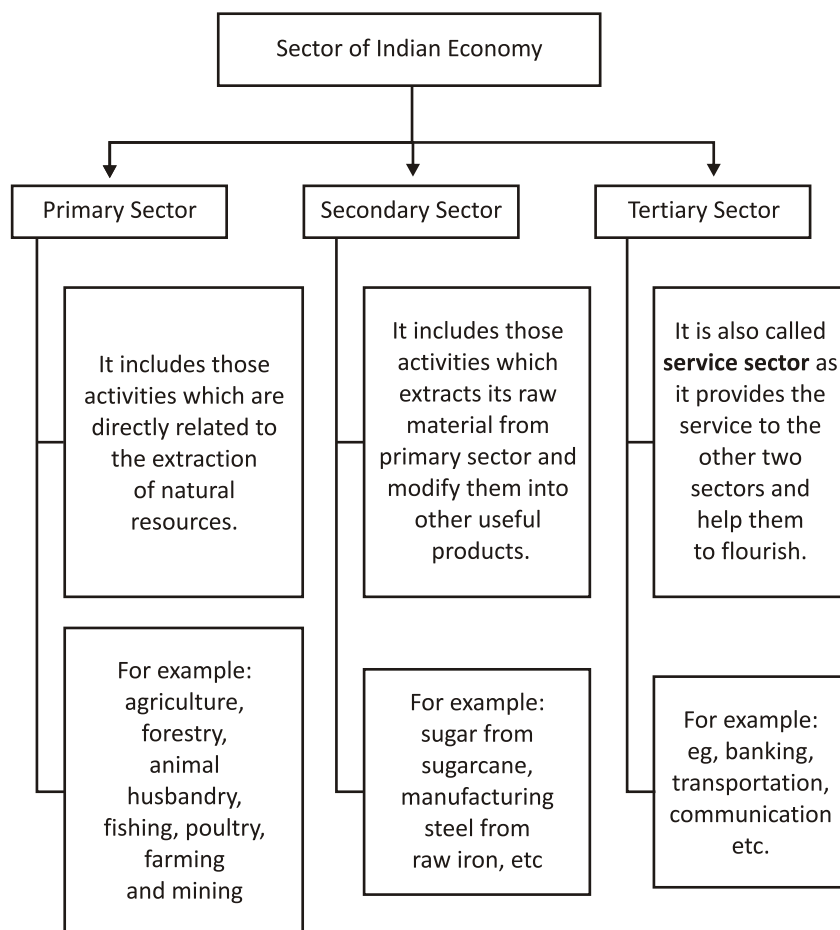 Sector of Indian Economy
Primary Sector
It includes those
activities which are
directly related to
the extraction
of natural
resources.
For example:
agriculture,
forestry,
animal
husbandry,
fishing, poultry,
farming
and mining
Secondary Sector
It includes those
activities which
extracts its raw
material from
primary sector and
modify them into
other useful
products.
For example:
sugar from
sugarcane,
manufacturing
steel from
raw iron, etc
Tertiary Sector
It is also called
service sector as
it provides the
service to the
other two
sectors and
help them
to flourish.
For example:
eg, banking,
transportation,
communication
etc.